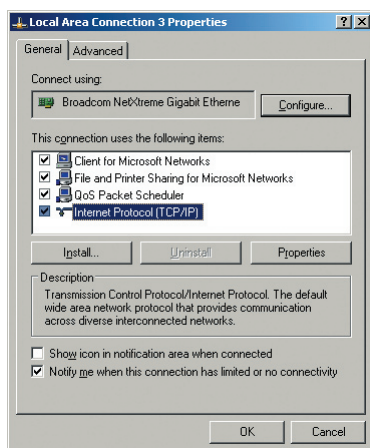 Local Area Connection 3 Properties
General Advanced
Connect using:
Broadcom NetXtreme Gigabit Etherne Configure...
This connection uses the following items:
Client for Microsoft Networks
File and Printer Sharing for Microsoft Networks
QoS Packet Scheduler
Internet Protocol (TCP/IP)
Install... Uninstall Properties
Description
Transmission Control Protocol/Internet Protocol. The default
wide area network protocol that provides communication
across diverse interconnected networks.
Show icon in notification area when connected
Notify me when this connection has limited or no connectivity
OK Cancel